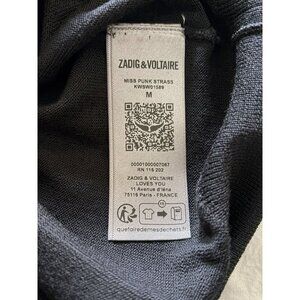 ZADIG & VOLTAIRE
MISS PUNK STRASS
KWSW01589
M
00001000007067
RN 116 202
ZADIG & VOLTAIRE
LOVES YOU
11 Avenue d'Iéna
75116 Paris - FRANCE
quefairedemesdechets.fr